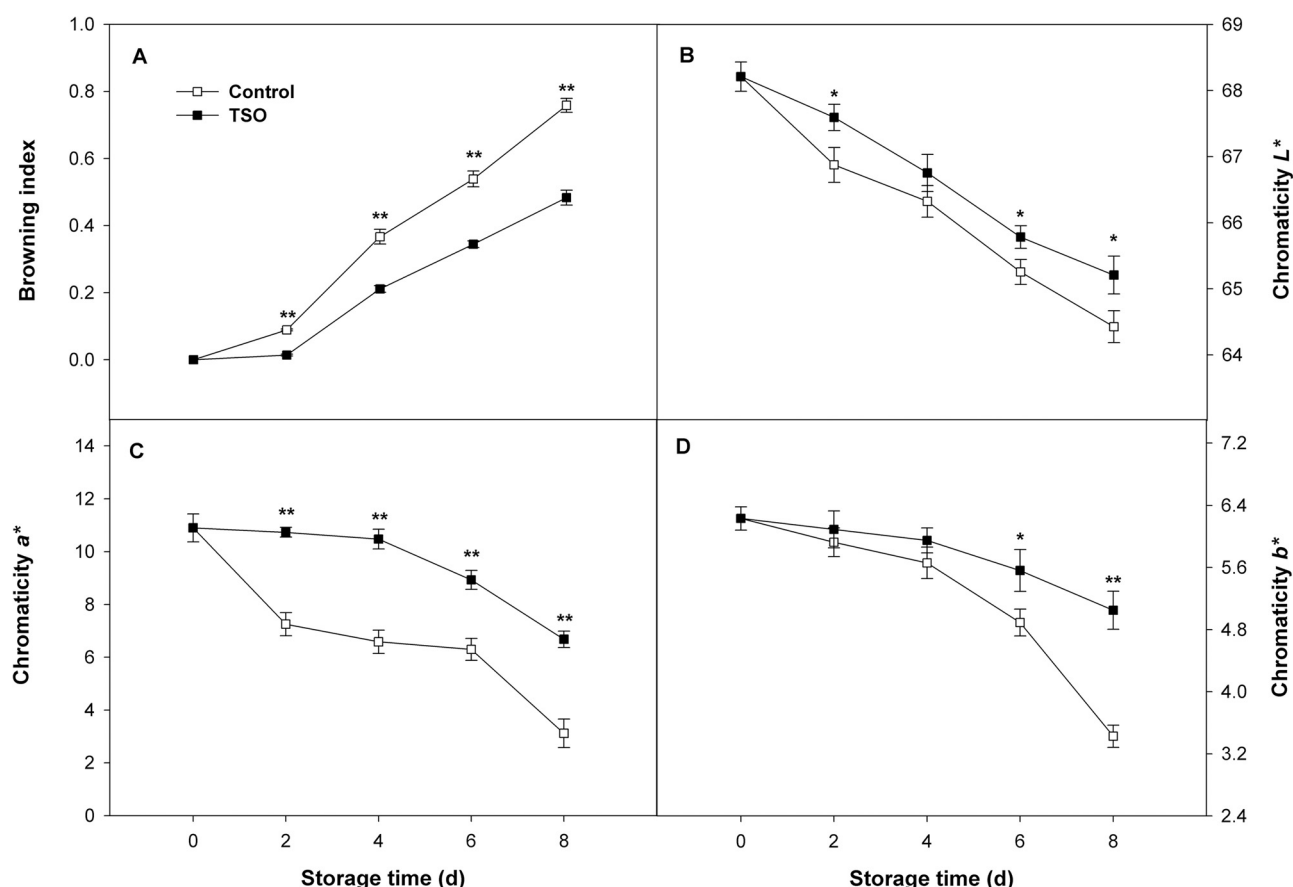 A
Control
TSO
**
**
**
**
1.0
0.8
0.6
0.4
0.2
0.0
Browning index
B
*
*
*
69
68
67
66
65
64
Chromaticity L*
C
**
**
**
**
14
12
10
8
6
4
2
0
Chromaticity a*
0 2 4 6 8
Storage time (d)
D
*
**
7.2
6.4
5.6
4.8
4.0
3.2
2.4
Chromaticity b*
0 2 4 6 8
Storage time (d)